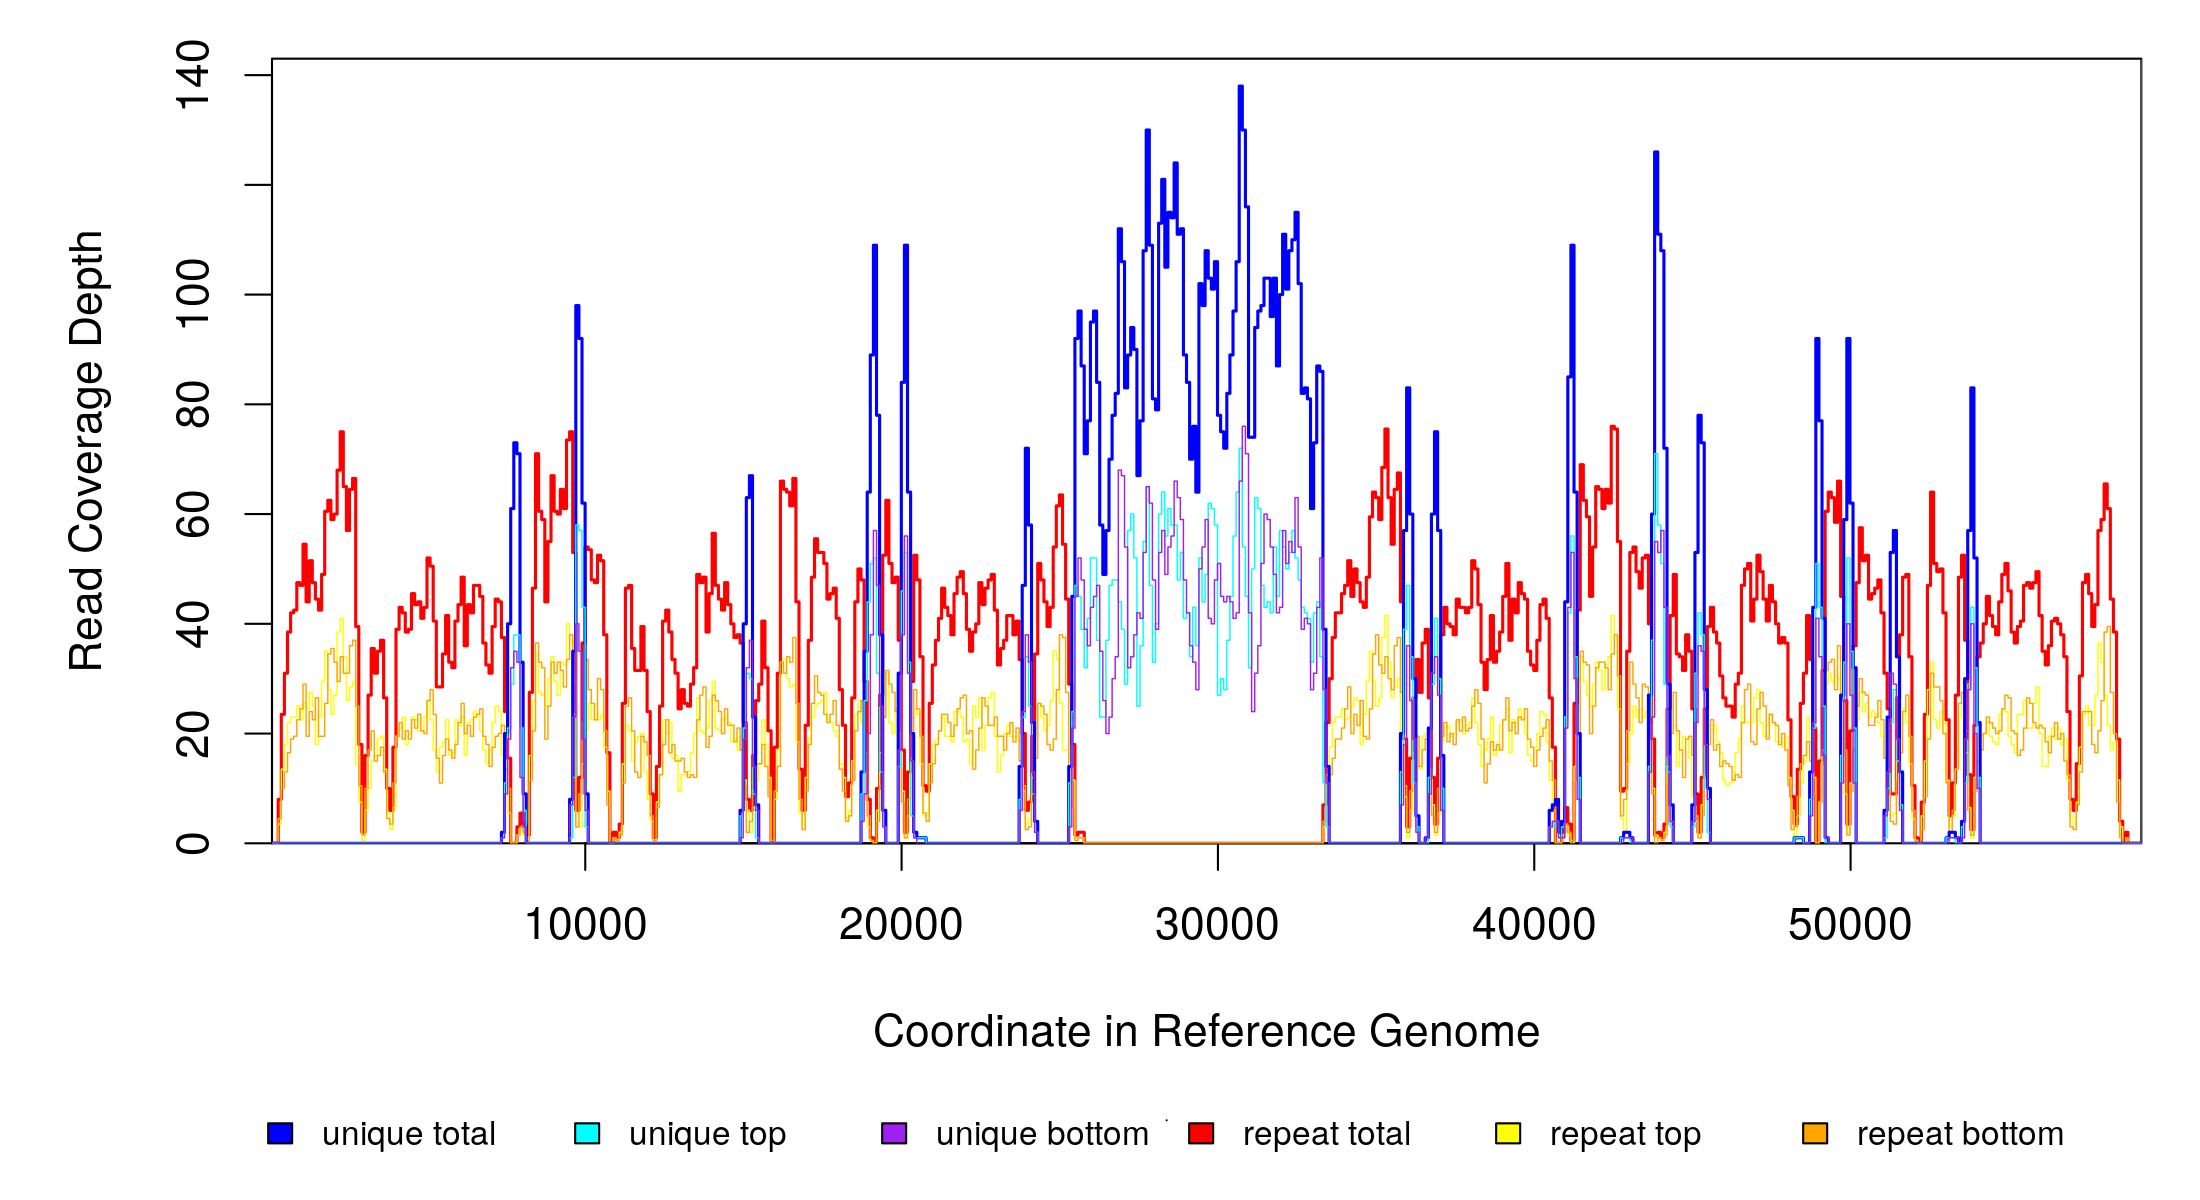 140
100
80
60
40
20
0
Read Coverage Depth
10000 20000 30000 40000 50000
Coordinate in Reference Genome
unique total unique top unique bottom repeat total repeat top repeat bottom